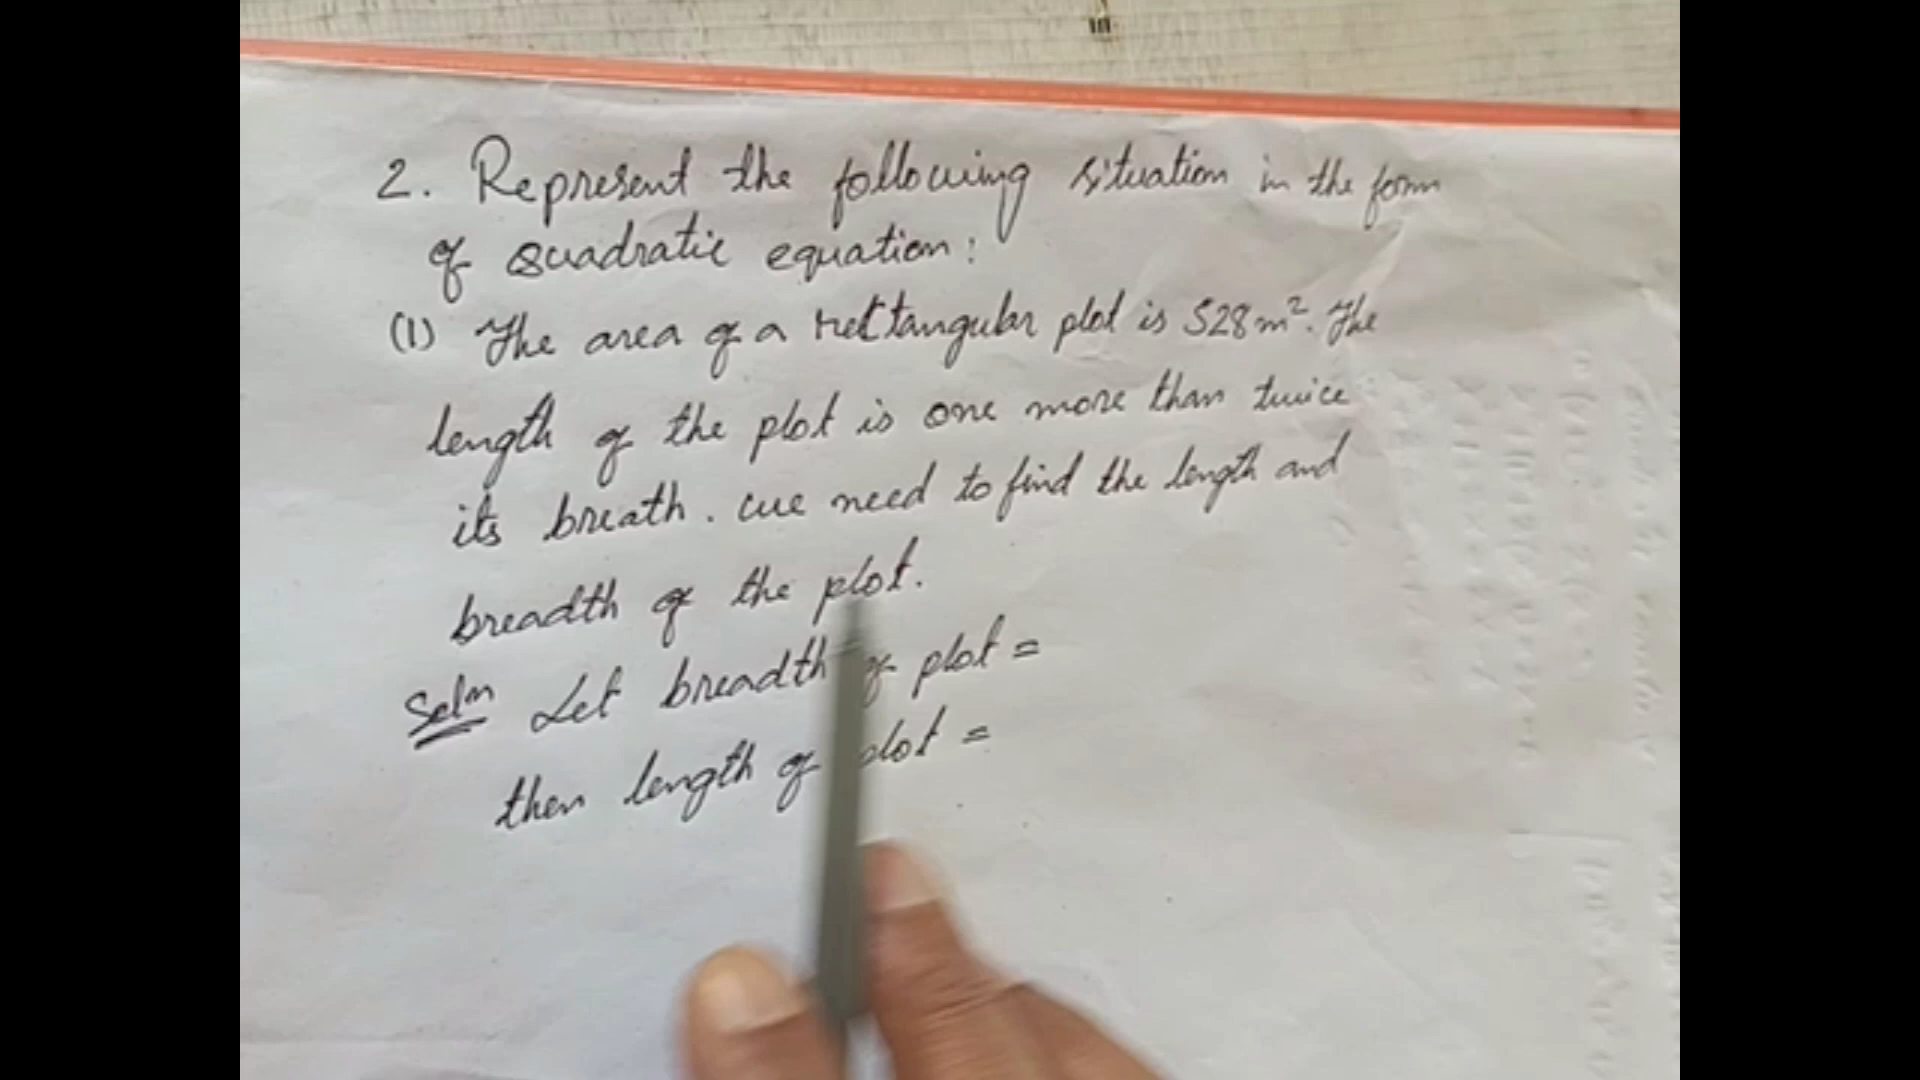 2. Represent the following situation in the form
of quadratic equation:
(1) The area of a rectangular plot is 528m². The
length of the plot is one more than twice
its breath. we need to find the length and
breadth of the plot.
Solⁿ Let breadth of plot =
then length of plot =